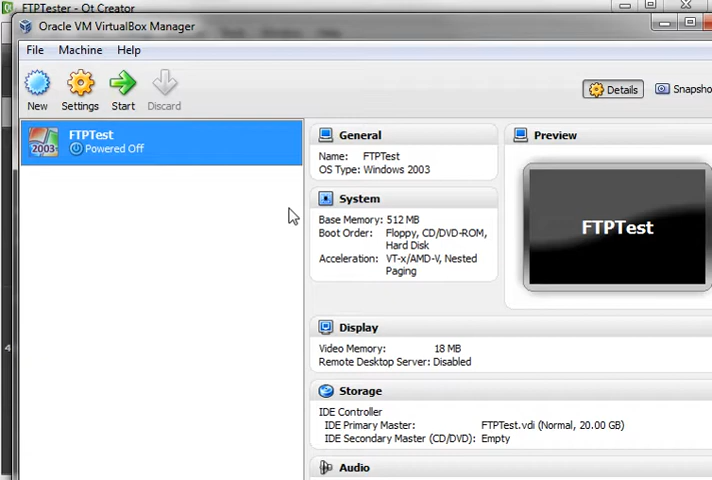 FTPTester - Qt Creator
Oracle VM VirtualBox Manager
File Machine Help
New Settings Start Discard
Details Snapsho
FTPTest
2003
Powered Off
General
Name: FTPTest
OS Type: Windows 2003
System
Base Memory: 512 MB
Boot Order: Floppy, CD/DVD-ROM,
Hard Disk
Acceleration: VT-x/AMD-V, Nested
Paging
Preview
FTPTest
Display
Video Memory: 18 MB
Remote Desktop Server: Disabled
Storage
IDE Controller
IDE Primary Master: FTPTest.vdi (Normal, 20.00 GB)
IDE Secondary Master (CD/DVD): Empty
Audio
4